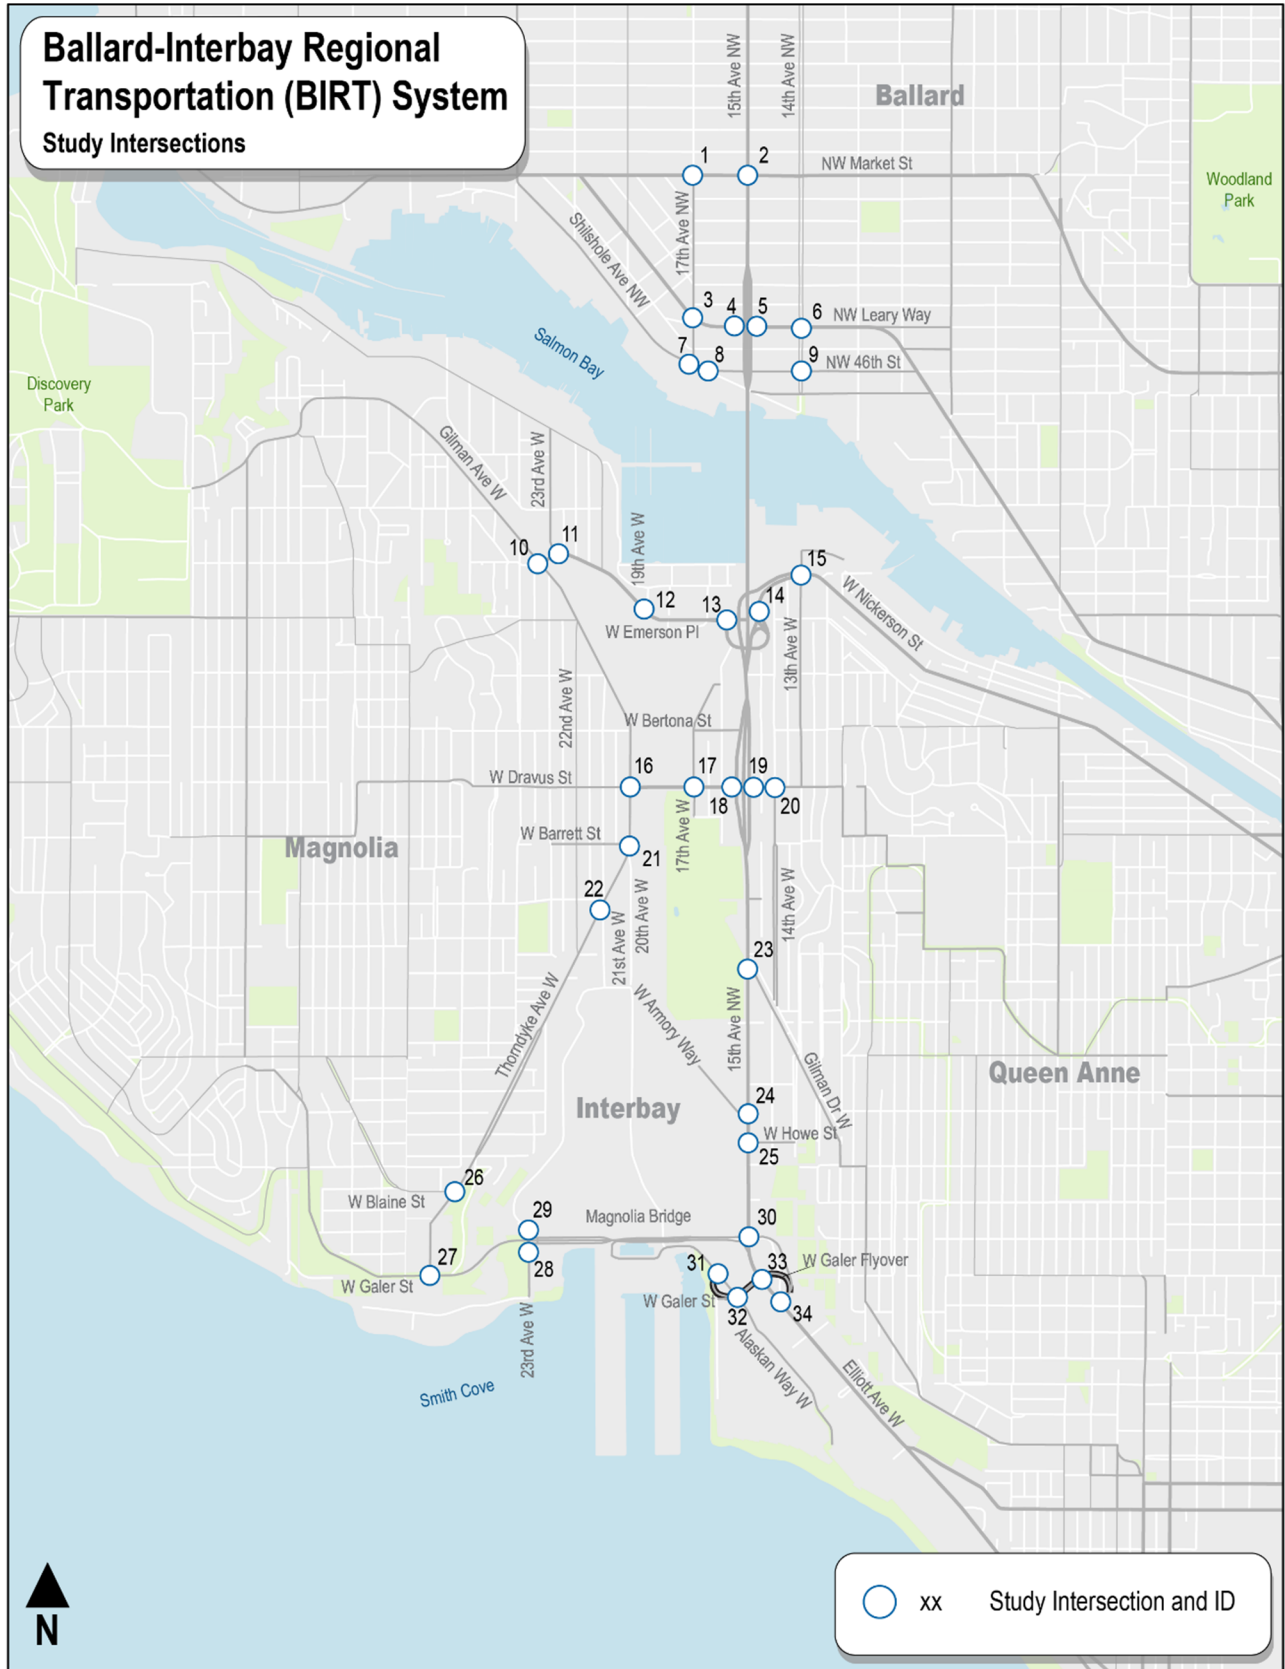 Ballard-Interbay Regional
Transportation (BIRT) System
Study Intersections
15th Ave NW
14th Ave NW
Ballard
1
2
NW Market St
Woodland
Park
17th Ave NW
Shilshole Ave NW
3
4
5
6
NW Leary Way
7
8
9
NW 46th St
Salmon Bay
Discovery
Park
Gilman Ave W
23rd Ave W
10
11
19th Ave W
12
13
14
15
W Emerson Pl
13th Ave W
W Nickerson St
22nd Ave W
W Bertona St
W Dravus St
16
17
18
19
20
W Barrett St
17th Ave W
Magnolia
21
22
20th Ave W
21st Ave W
14th Ave W
23
Thorndyke Ave W
W Armory Way
15th Ave NW
Gilman Dr W
Queen Anne
Interbay
24
W Howe St
25
26
W Blaine St
29
Magnolia Bridge
30
27
28
31
33
W Galer Flyover
W Galer St
W Galer St
32
34
23rd Ave W
Alaskan Way W
Elliott Ave W
Smith Cove
N
xx
Study Intersection and ID